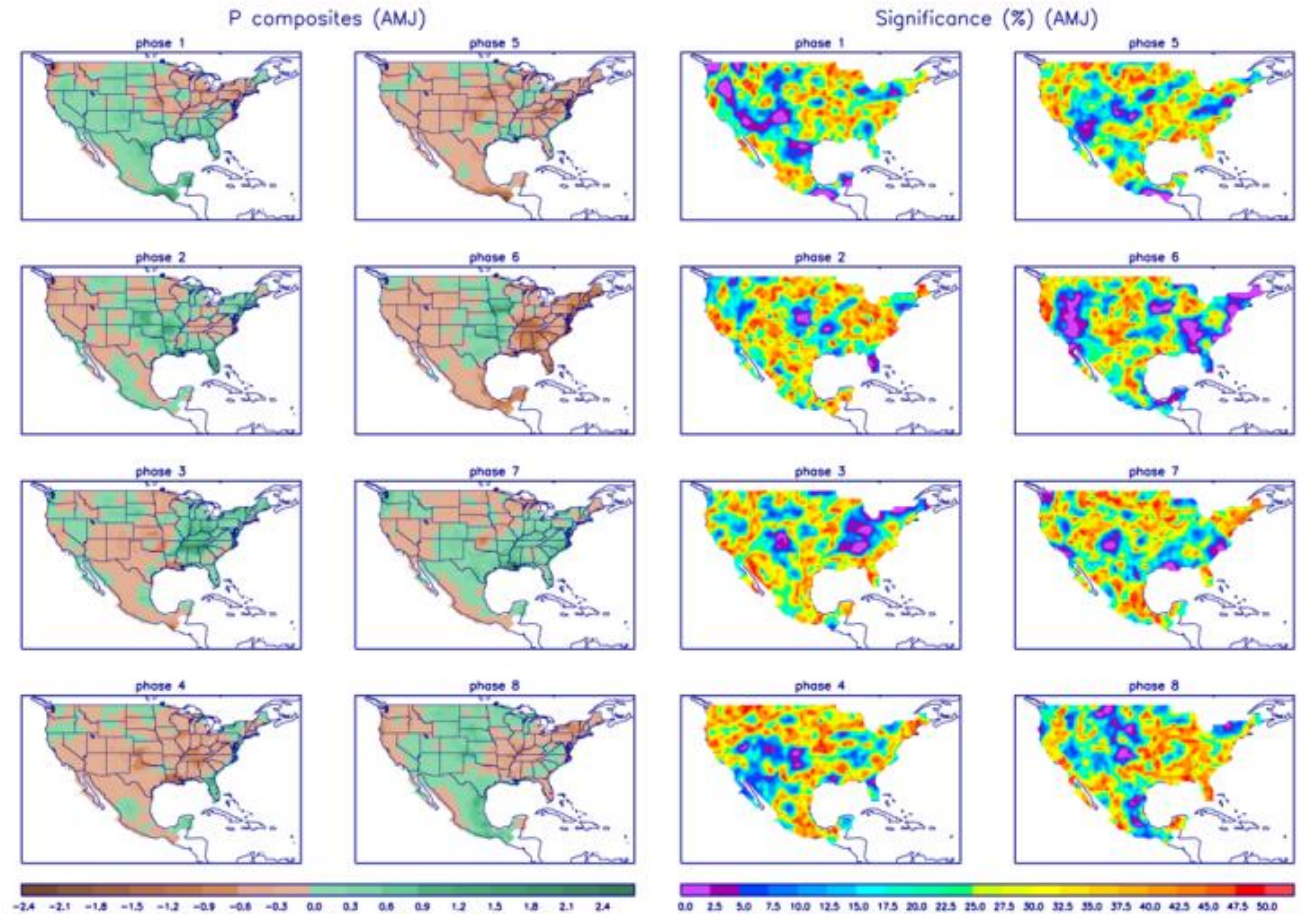 P composites (AMJ) Significance (%) (AMJ)
phase 1 phase 5 phase 1 phase 5
phase 2 phase 6 phase 2 phase 6
phase 3 phase 7 phase 3 phase 7
phase 4 phase 8 phase 4 phase 8
-2.4 -2.1 -1.8 -1.5 -1.2 -0.9 -0.6 -0.3 0.0 0.3 0.6 0.9 1.2 1.5 1.8 2.1 2.4 0.0 2.5 5.0 7.5 10.0 12.5 15.0 17.5 20.0 22.5 25.0 27.5 30.0 32.5 35.0 37.5 40.0 42.5 45.0 47.5 50.0